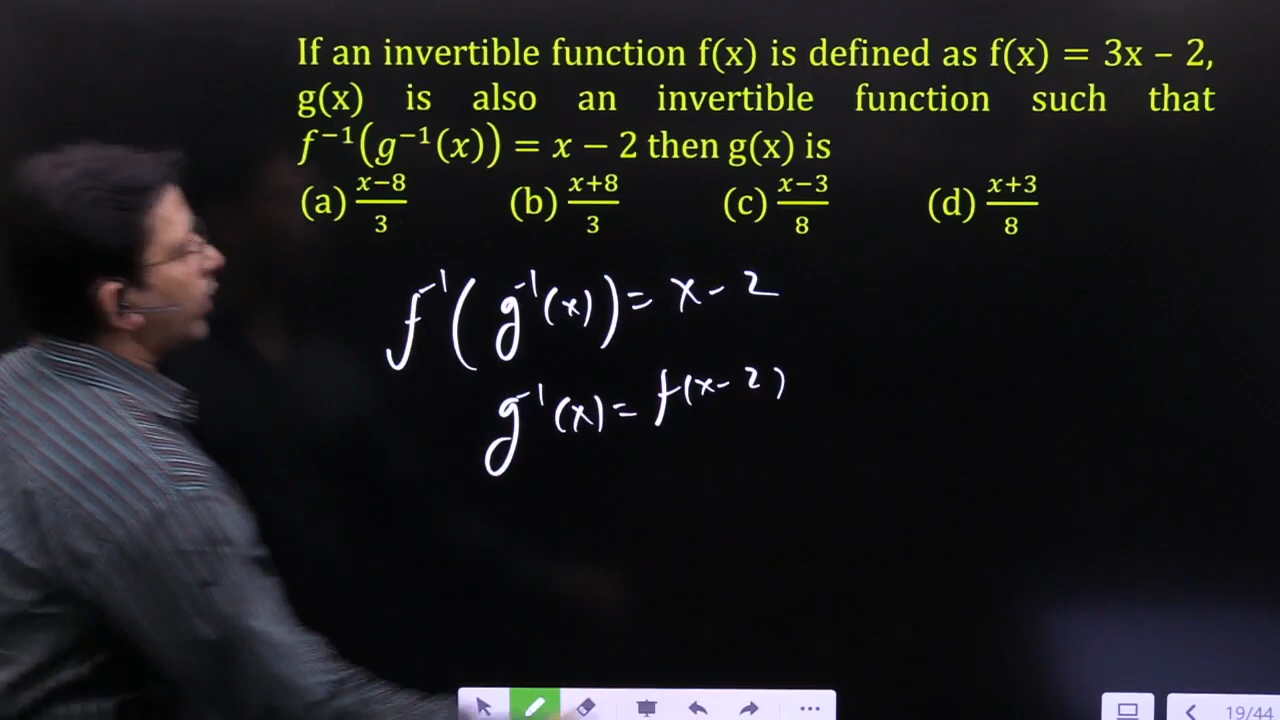 If an invertible function f(x) is defined as f(x) = 3x − 2,
g(x) is also an invertible function such that
f⁻¹(g⁻¹(x)) = x − 2 then g(x) is
(a) x−8/3 (b) x+8/3 (c) x−3/8 (d) x+3/8
f⁻¹(g⁻¹(x)) = x − 2
g⁻¹(x) = f(x − 2)
19/44